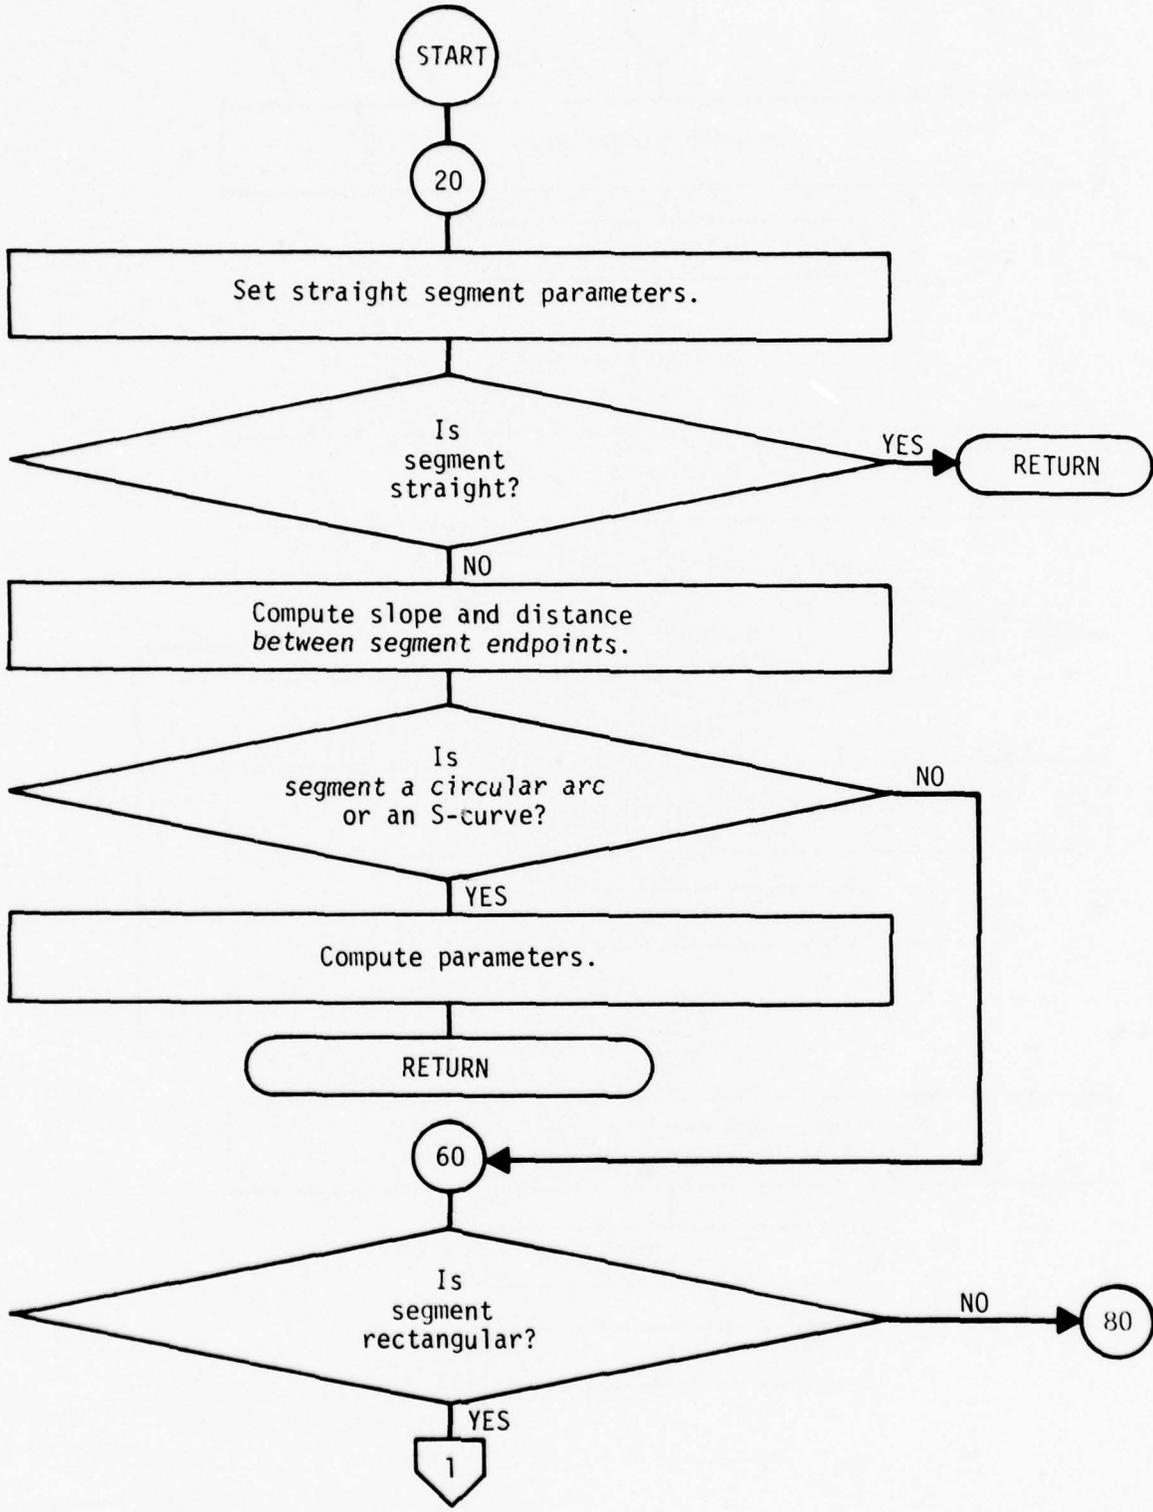 START
20
Set straight segment parameters.
Is
segment
straight?
YES
RETURN
NO
Compute slope and distance
between segment endpoints.
Is
segment a circular arc
or an S-curve?
NO
YES
Compute parameters.
RETURN
60
Is
segment
rectangular?
NO
80
YES
1